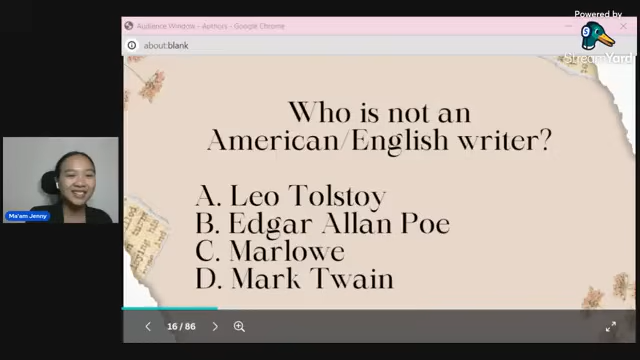 Powered by
StreamYard
Audience Window - Authors - Google Chrome
about:blank
Who is not an
American/English writer?
A. Leo Tolstoy
B. Edgar Allan Poe
C. Marlowe
D. Mark Twain
Ma'am Jenny
16 / 86